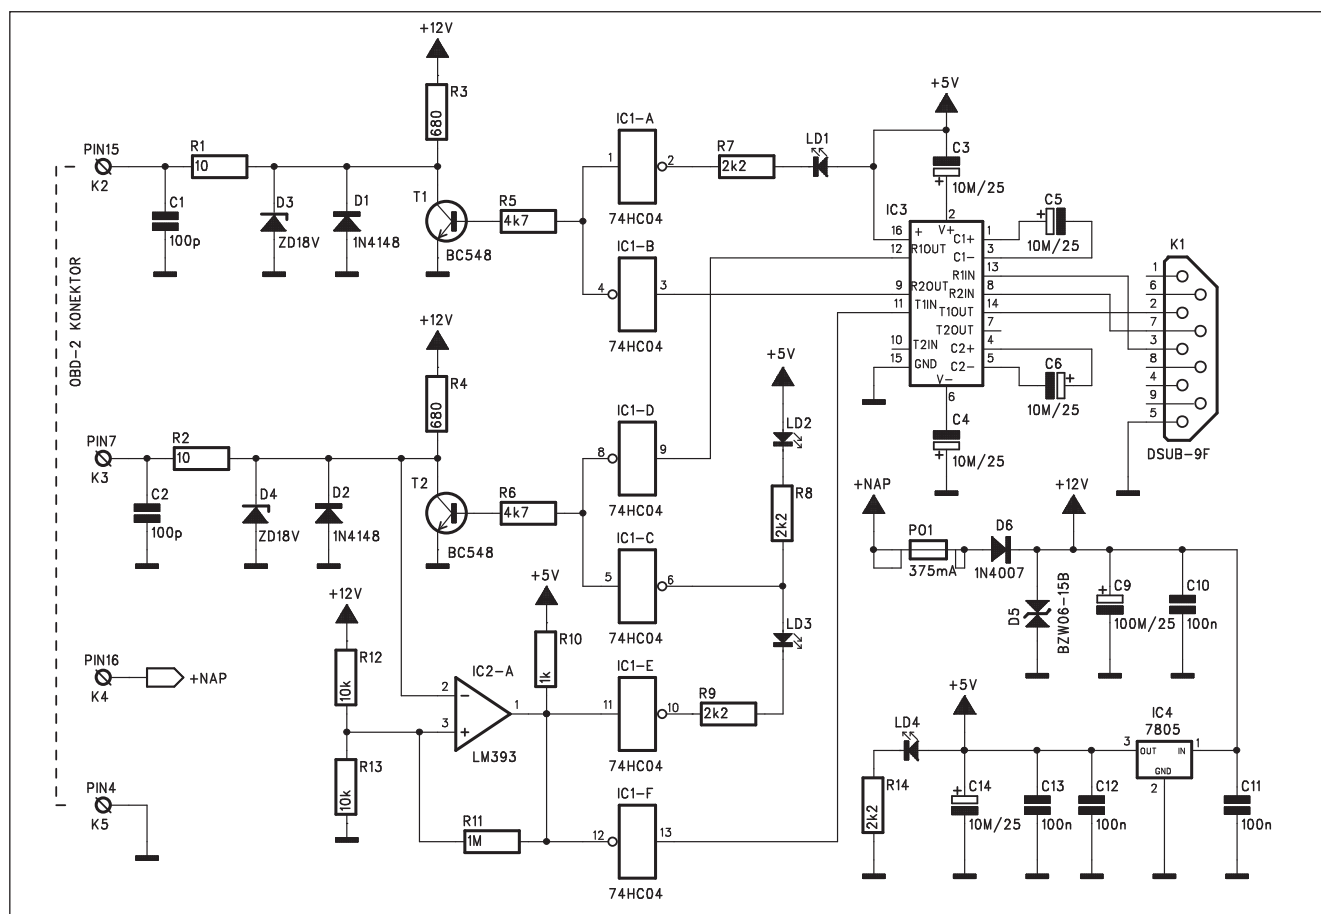 +12V
R3
680
+5V
IC1-A
R7
2k2
LD1
C3
10M/25
PIN15
K2
R1
10
1
2
74HC04
C1
100p
D3
ZD18V
D1
1N4148
T1
BC548
R5
4k7
IC3
2
V+
16
+
12
R1OUT
9
R2OUT
11
T1IN
10
T2IN
15
GND
V-
6
C1+
1
C1-
3
R1IN
13
R2IN
8
T1OUT
14
T2OUT
7
C2+
4
C2-
5
C5
10M/25
C6
10M/25
K1
1
6
2
7
3
8
4
9
5
DSUB-9F
IC1-B
4
3
74HC04
OBD-2 KONEKTOR
+12V
R4
680
+5V
LD2
R8
2k2
C4
10M/25
IC1-D
8
9
74HC04
PIN7
K3
R2
10
C2
100p
D4
ZD18V
D2
1N4148
T2
BC548
R6
4k7
IC1-C
5
6
74HC04
LD3
+NAP
PO1
375mA
D6
1N4007
+12V
D5
BZW06-15B
C9
100M/25
C10
100n
+12V
R12
10k
+5V
R10
1k
PIN16
K4
+NAP
IC2-A
2
-
3
+
1
LM393
IC1-E
11
10
74HC04
R9
2k2
R13
10k
R11
1M
IC1-F
12
13
74HC04
PIN4
K5
+5V
LD4
R14
2k2
C14
10M/25
C13
100n
C12
100n
IC4
7805
3
OUT
IN
1
GND
2
C11
100n